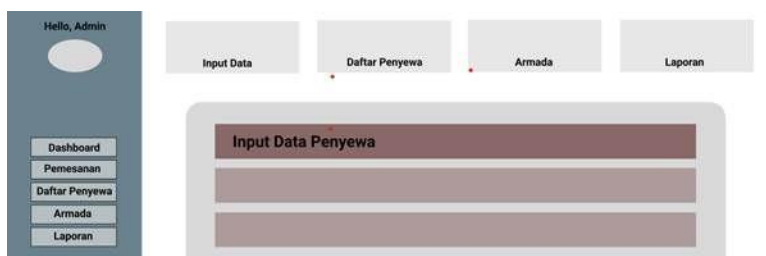 Hello, Admin
Dashboard
Pemesanan
Daftar Penyewa
Armada
Laporan
Input Data
Daftar Penyewa
Armada
Laporan
Input Data Penyewa